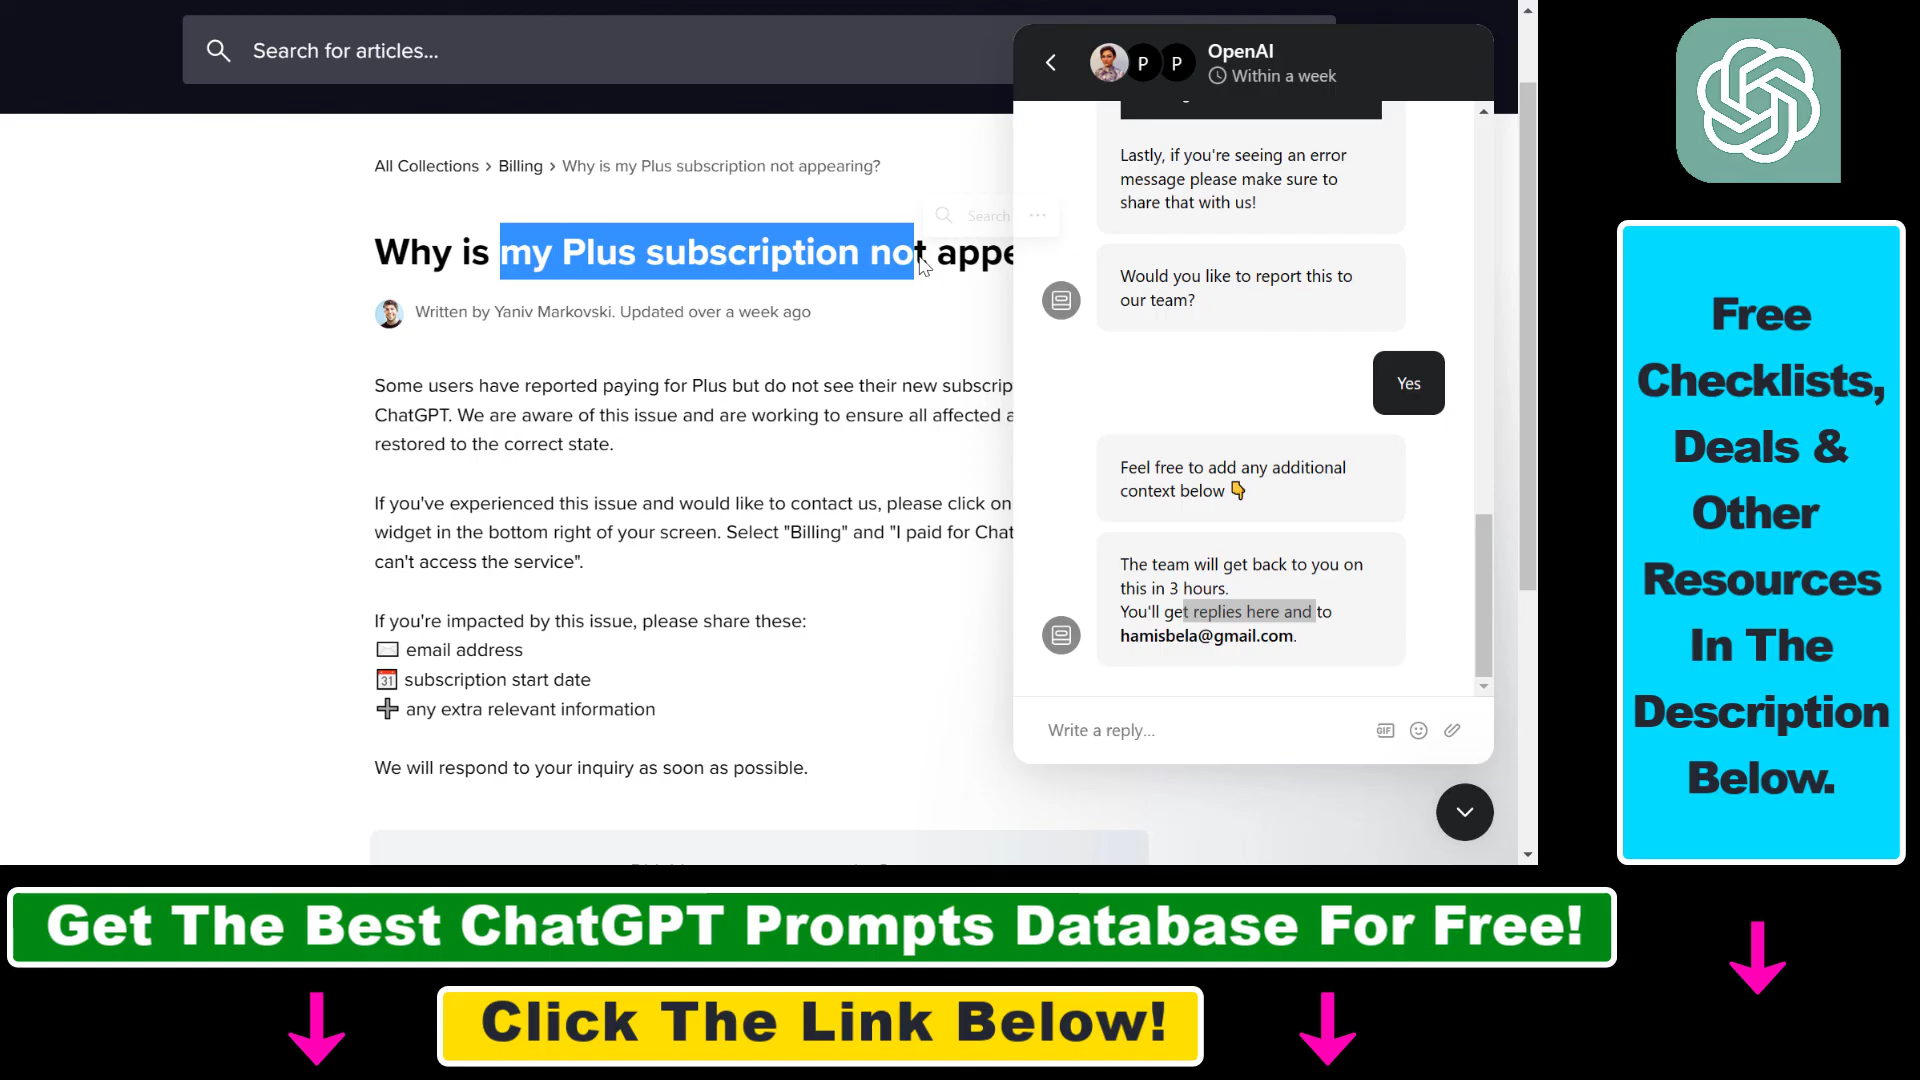 Search for articles...
All Collections > Billing > Why is my Plus subscription not appearing?
Search
Why is my Plus subscription not appe
Written by Yaniv Markovski. Updated over a week ago
Some users have reported paying for Plus but do not see their new subscrip
ChatGPT. We are aware of this issue and are working to ensure all affected a
restored to the correct state.
If you've experienced this issue and would like to contact us, please click on
widget in the bottom right of your screen. Select "Billing" and "I paid for Chat
can't access the service".
If you're impacted by this issue, please share these:
email address
31 subscription start date
any extra relevant information
We will respond to your inquiry as soon as possible.
P P OpenAI
Within a week
Lastly, if you're seeing an error
message please make sure to
share that with us!
Would you like to report this to
our team?
Yes
Feel free to add any additional
context below
The team will get back to you on
this in 3 hours.
You'll get replies here and to
hamisbela@gmail.com.
Write a reply...
GIF
Free
Checklists,
Deals &
Other
Resources
In The
Description
Below.
Get The Best ChatGPT Prompts Database For Free!
Click The Link Below!